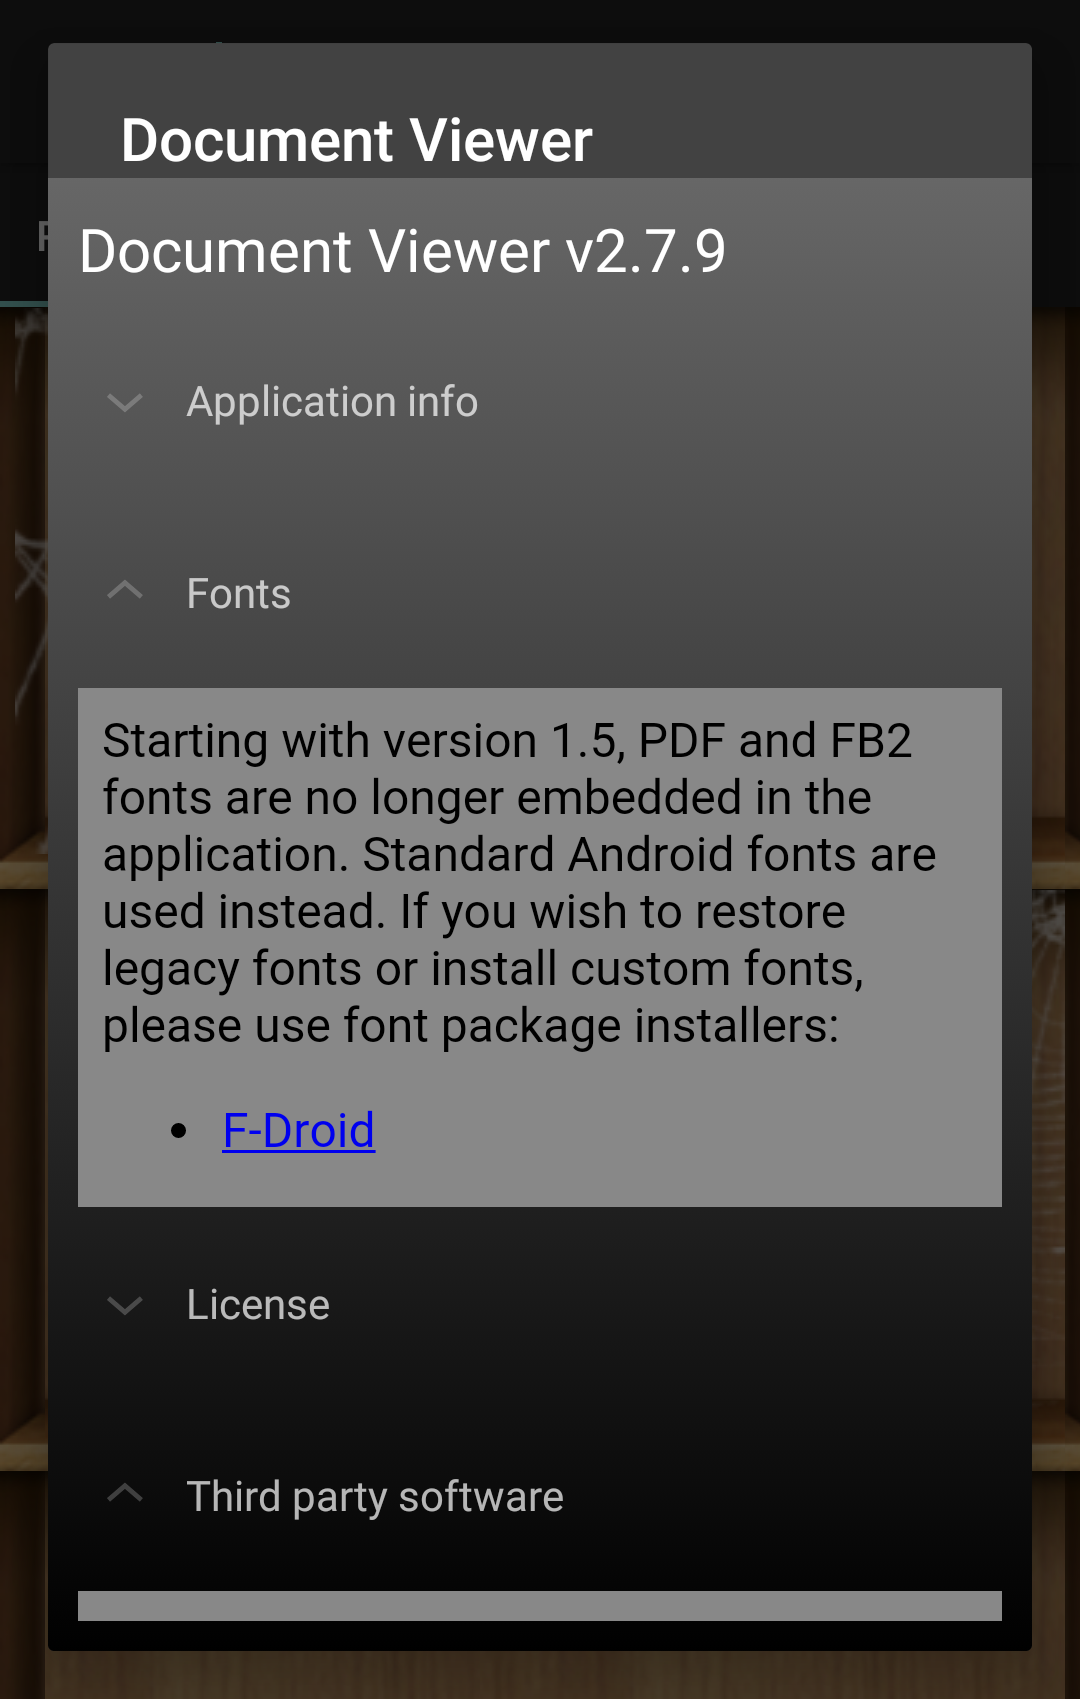 Document Viewer
Document Viewer v2.7.9
Application info
Fonts
Starting with version 1.5, PDF and FB2
fonts are no longer embedded in the
application. Standard Android fonts are
used instead. If you wish to restore
legacy fonts or install custom fonts,
please use font package installers:
• F-Droid
License
Third party software